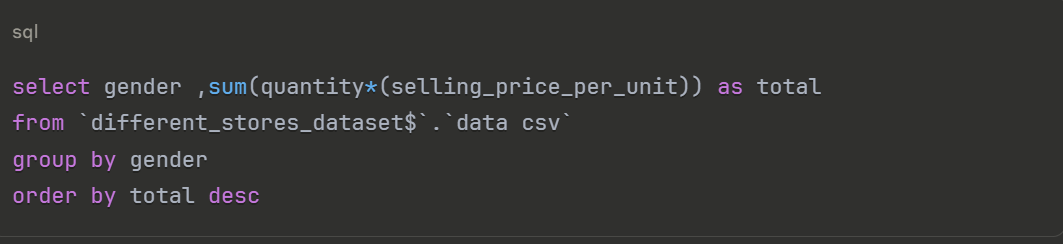 sql
select gender ,sum(quantity*(selling_price_per_unit)) as total
from `different_stores_dataset$`.`data csv`
group by gender
order by total desc